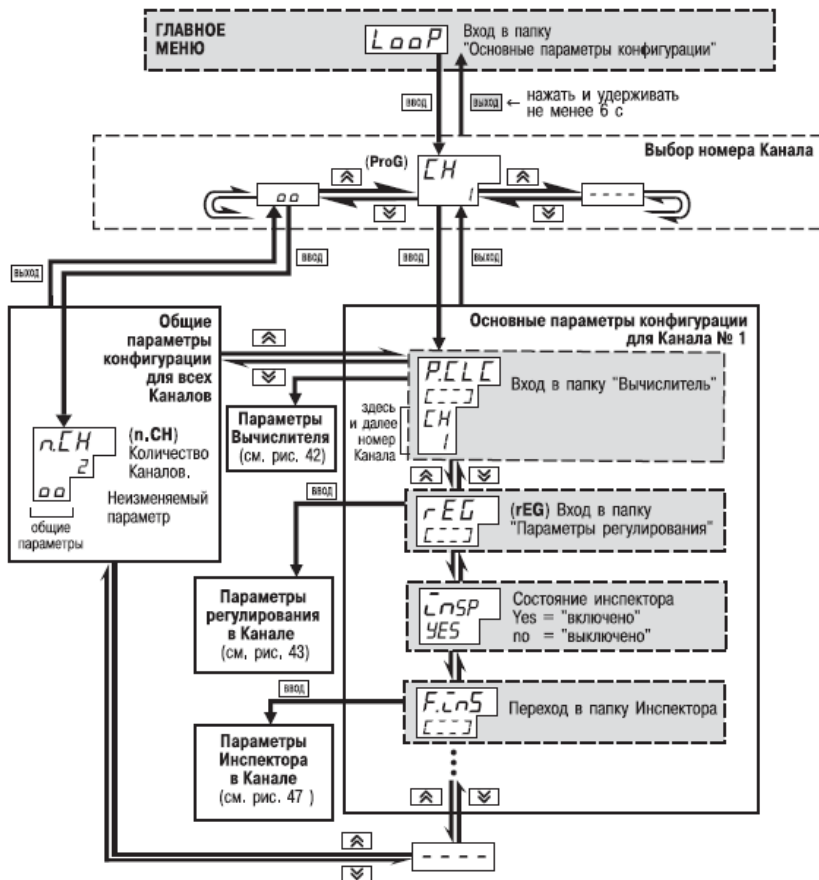 ГЛАВНОЕ
МЕНЮ
LooP
Вход в папку
"Основные параметры конфигурации"
ввод
выход
← нажать и удерживать
не менее 6 с
Выбор номера Канала
(ProG)
CH
1
oo
- - - -
выход
ввод
ввод
выход
Общие
параметры
конфигурации
для всех
Каналов
n.CH
2
oo
(n.CH)
Количество
Каналов.
Неизменяемый
параметр
общие
параметры
Основные параметры конфигурации
для Канала № 1
P.CLC
[---]
CH
1
Вход в папку "Вычислитель"
здесь
и далее
номер
Канала
Параметры
Вычислителя
(см. рис. 42)
ввод
rEG
[---]
(rEG) Вход в папку
"Параметры регулирования"
Параметры
регулирования
в Канале
(см, рис, 43)
inSP
YES
Состояние инспектора
Yes = "включено"
no = "выключено"
ввод
F.inS
[---]
Переход в папку Инспектора
Параметры
Инспектора
в Канале
(см. рис. 47 )
- - - -